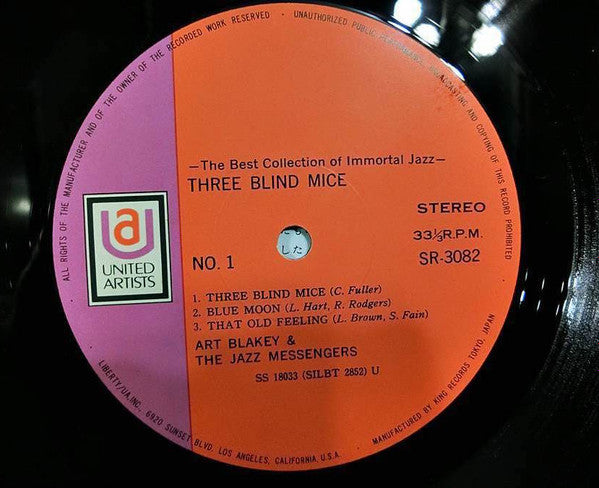 ALL RIGHTS OF THE MANUFACTURER AND OF THE OWNER OF THE RECORDED WORK RESERVED - UNAUTHORIZED PUBLIC PERFORMANCE, BROADCASTING AND COPYING OF THIS RECORD PROHIBITED
—The Best Collection of Immortal Jazz—
THREE BLIND MICE
STEREO
33⅓R.P.M.
SR-3082
ua
UNITED
ARTISTS
NO. 1
した
1. THREE BLIND MICE (C. Fuller)
2. BLUE MOON (L. Hart, R. Rodgers)
3. THAT OLD FEELING (L. Brown, S. Fain)
ART BLAKEY &
THE JAZZ MESSENGERS
SS 18033 (SILBT 2852) U
LIBERTY/UA,INC. 6920 SUNSET BLVD. LOS ANGELES, CALIFORNIA, U.S.A.
MANUFACTURED BY KING RECORDS TOKYO, JAPAN